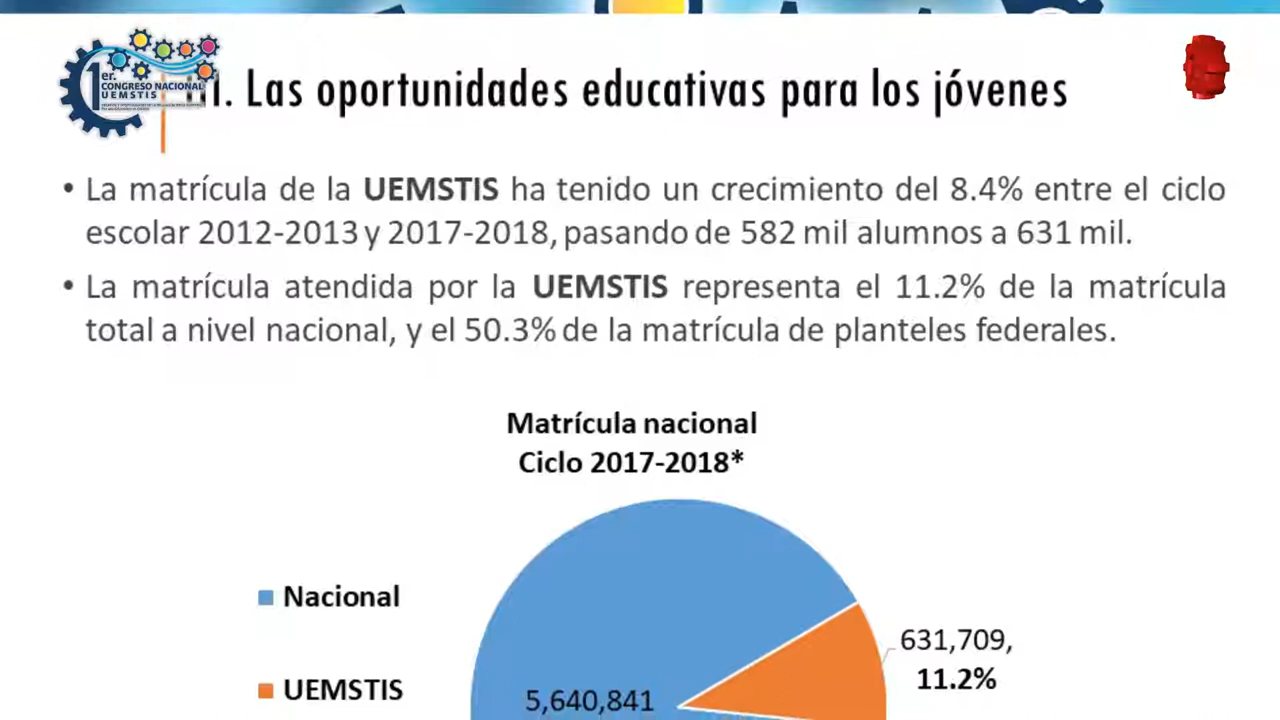 1er.
CONGRESO NACIONAL
UEMSTIS
III. Las oportunidades educativas para los jóvenes
• La matrícula de la UEMSTIS ha tenido un crecimiento del 8.4% entre el ciclo
escolar 2012-2013 y 2017-2018, pasando de 582 mil alumnos a 631 mil.
• La matrícula atendida por la UEMSTIS representa el 11.2% de la matrícula
total a nivel nacional, y el 50.3% de la matrícula de planteles federales.
Matrícula nacional
Ciclo 2017-2018*
Nacional
631,709,
11.2%
UEMSTIS
5,640,841